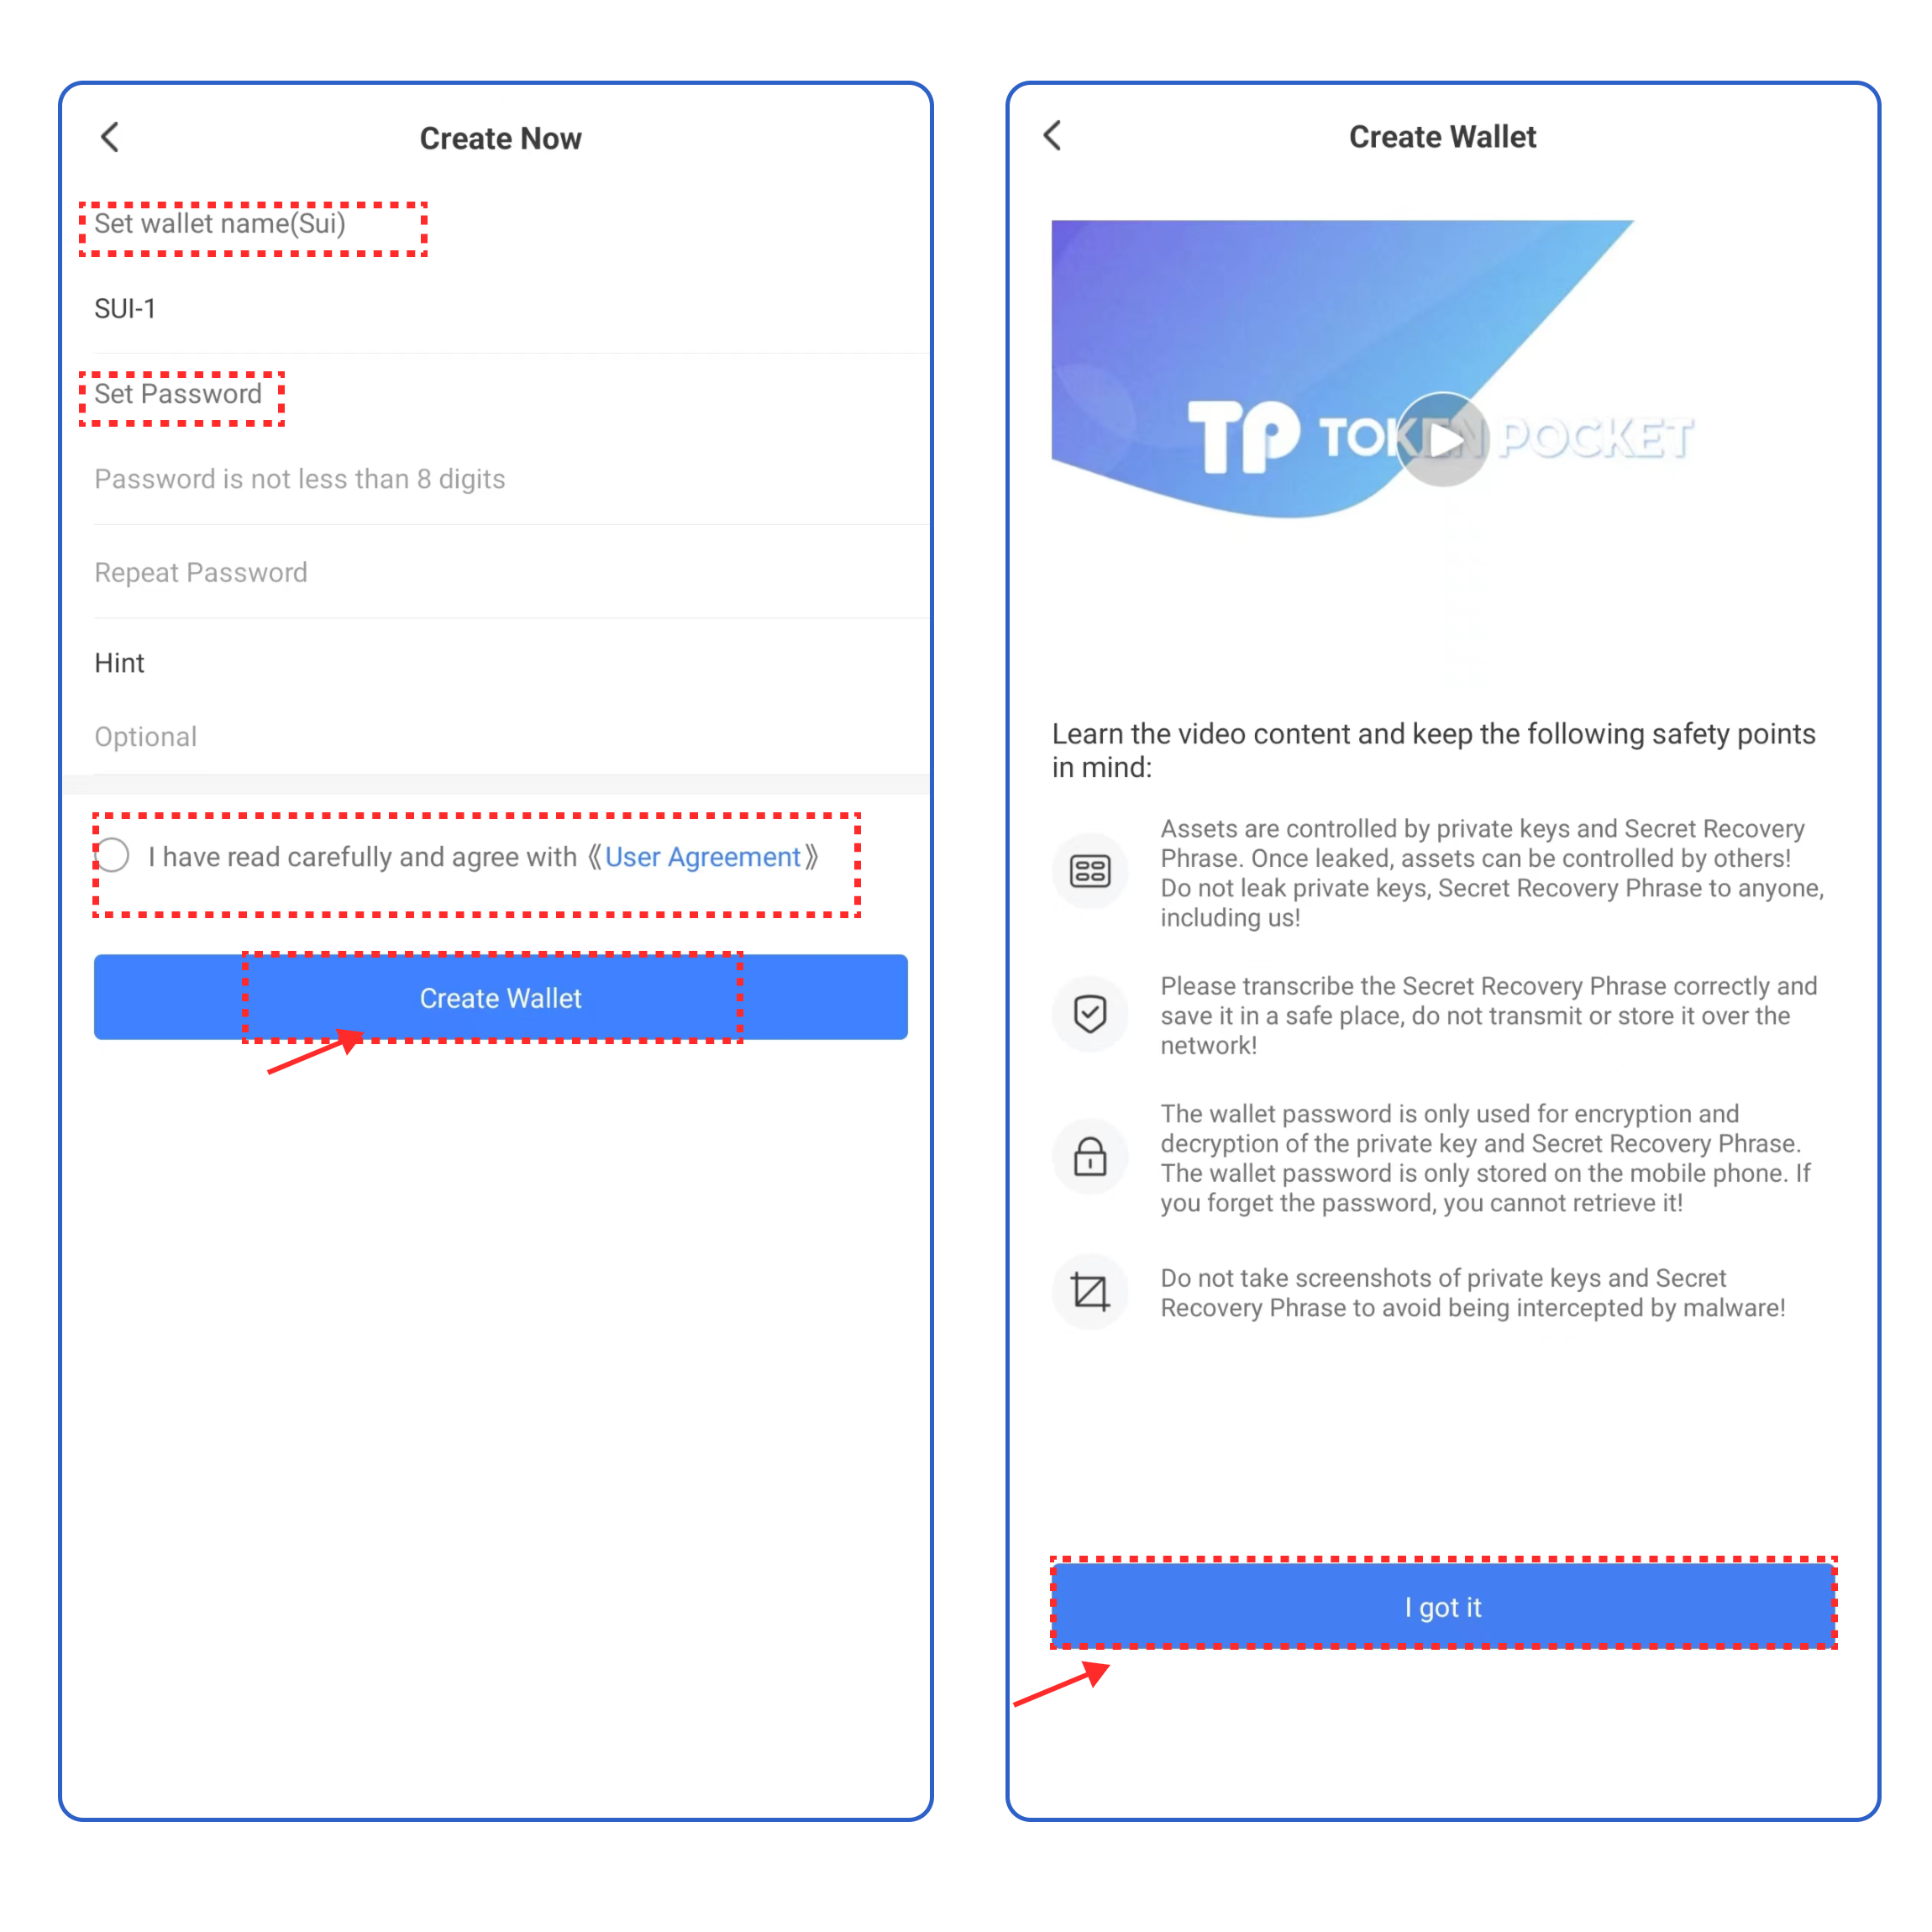 Create Now
Set wallet name(Sui)
SUI-1
Set Password
Password is not less than 8 digits
Repeat Password
Hint
Optional
I have read carefully and agree with《User Agreement》
Create Wallet
Create Wallet
TP TOKEN POCKET
Learn the video content and keep the following safety points
in mind:
Assets are controlled by private keys and Secret Recovery
Phrase. Once leaked, assets can be controlled by others!
Do not leak private keys, Secret Recovery Phrase to anyone,
including us!
Please transcribe the Secret Recovery Phrase correctly and
save it in a safe place, do not transmit or store it over the
network!
The wallet password is only used for encryption and
decryption of the private key and Secret Recovery Phrase.
The wallet password is only stored on the mobile phone. If
you forget the password, you cannot retrieve it!
Do not take screenshots of private keys and Secret
Recovery Phrase to avoid being intercepted by malware!
I got it